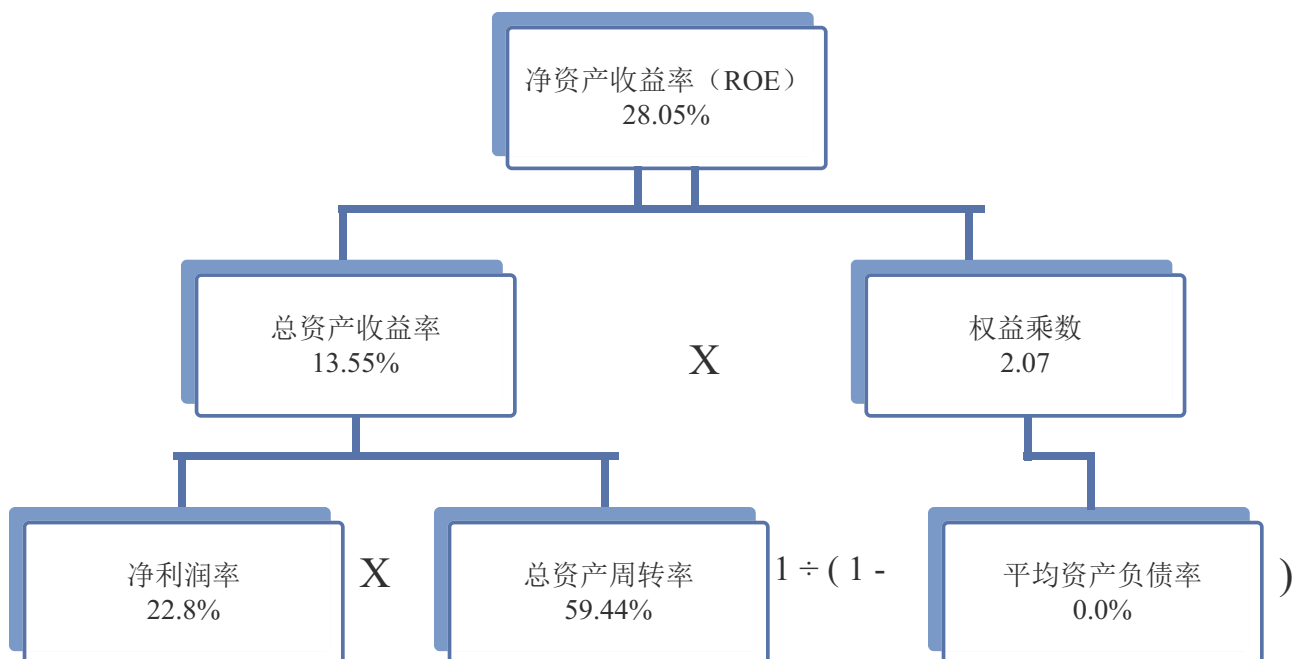 净资产收益率（ROE）
28.05%
总资产收益率
13.55%
X
权益乘数
2.07
净利润率
22.8%
X
总资产周转率
59.44%
1 ÷ ( 1 -
平均资产负债率
0.0%
)